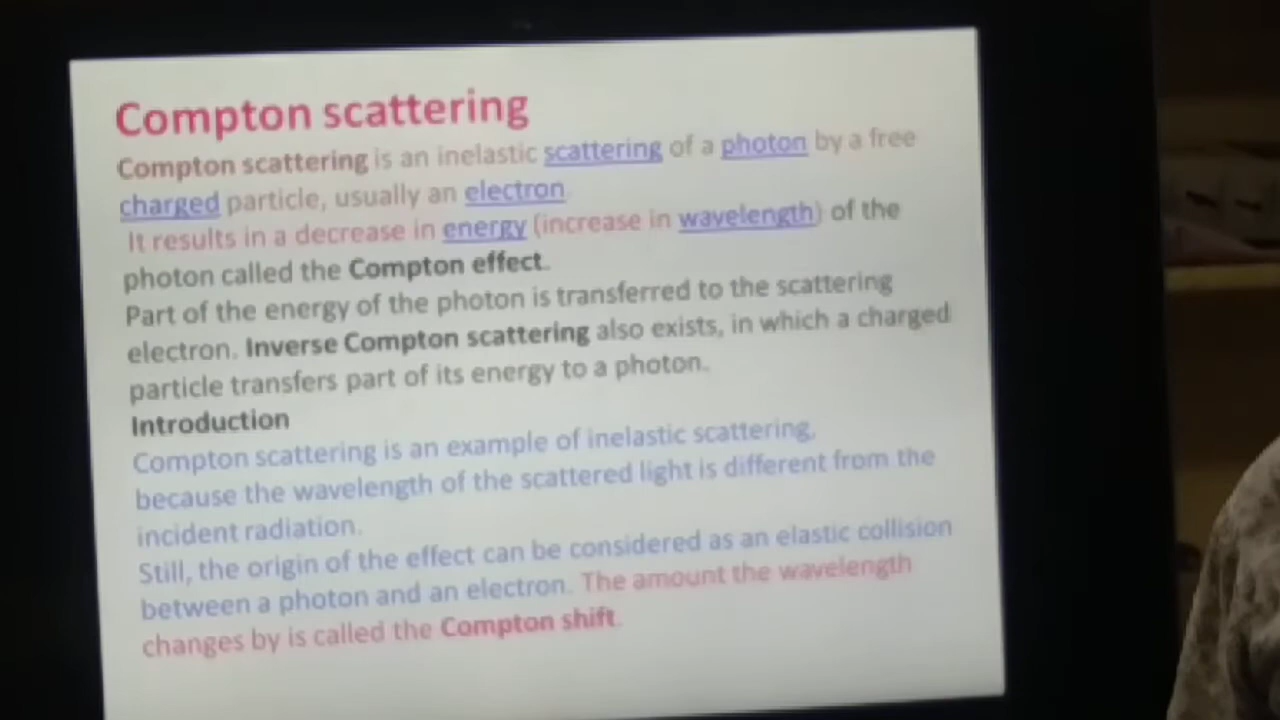 Compton scattering
Compton scattering is an inelastic scattering of a photon by a free
charged particle, usually an electron.
It results in a decrease in energy (increase in wavelength) of the
photon called the Compton effect.
Part of the energy of the photon is transferred to the scattering
electron. Inverse Compton scattering also exists, in which a charged
particle transfers part of its energy to a photon.
Introduction
Compton scattering is an example of inelastic scattering,
because the wavelength of the scattered light is different from the
incident radiation.
Still, the origin of the effect can be considered as an elastic collision
between a photon and an electron. The amount the wavelength
changes by is called the Compton shift.